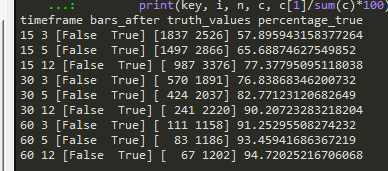 ...:     print(key, i, n, c, c[1]/sum(c)*100)
timeframe bars_after truth_values percentage_true
15 3 [False  True] [1837 2526] 57.895943158377264
15 5 [False  True] [1497 2866] 65.68874627549852
15 12 [False  True] [ 987 3376] 77.37795095118038
30 3 [False  True] [ 570 1891] 76.83868346200732
30 5 [False  True] [ 424 2037] 82.77123120682649
30 12 [False  True] [ 241 2220] 90.20723283218204
60 3 [False  True] [ 111 1158] 91.25295508274232
60 5 [False  True] [  83 1186] 93.45941686367219
60 12 [False  True] [  67 1202] 94.72025216706068